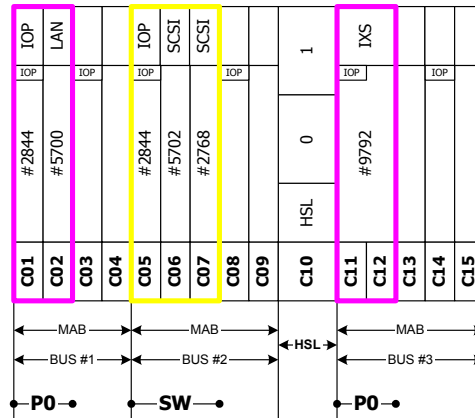 IOP LAN IOP SCSI SCSI 1 IXS
IOP IOP IOP IOP IOP IOP
#2844 #5700 #2844 #5702 #2768 0 #9792
HSL
C01 C02 C03 C04 C05 C06 C07 C08 C09 C10 C11 C12 C13 C14 C15
MAB MAB HSL MAB
BUS #1 BUS #2 BUS #3
P0 SW P0